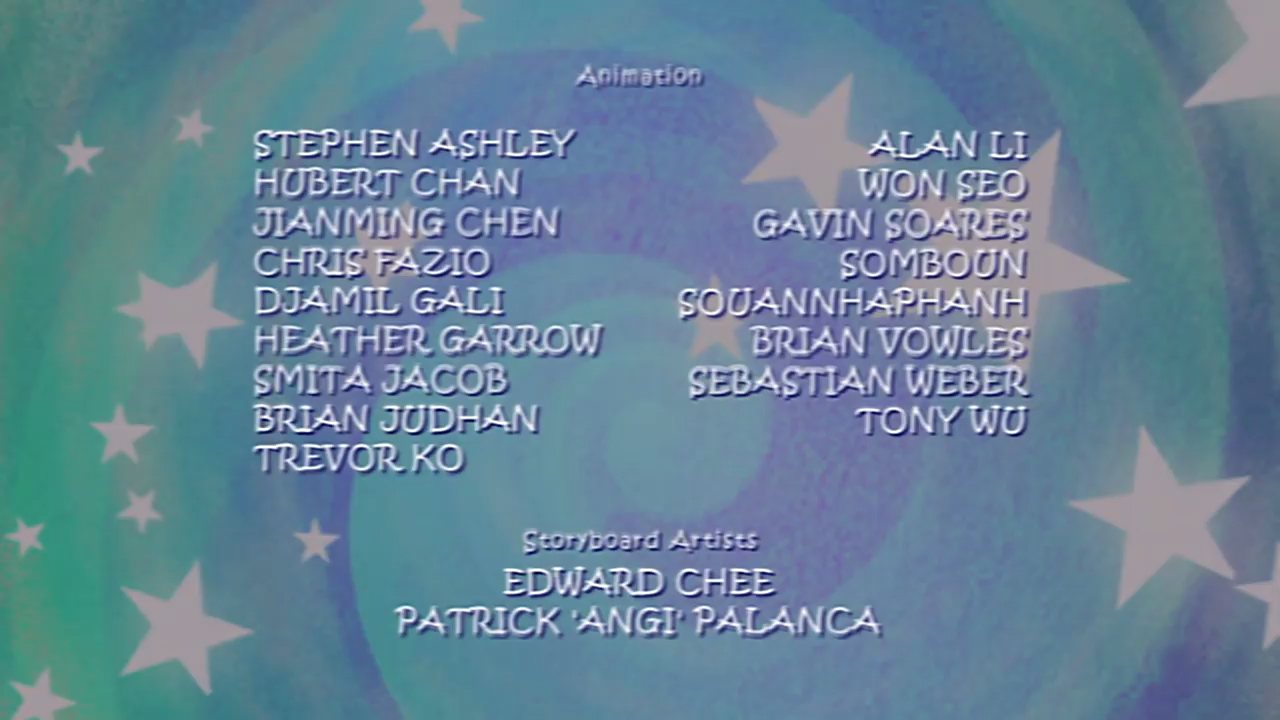 Animation
STEPHEN ASHLEY
HUBERT CHAN
JIANMING CHEN
CHRIS FAZIO
DJAMIL GALI
HEATHER GARROW
SMITA JACOB
BRIAN JUDHAN
TREVOR KO
ALAN LI
WON SEO
GAVIN SOARES
SOMBOUN
SOUANNHAPHANH
BRIAN VOWLES
SEBASTIAN WEBER
TONY WU
Storyboard Artists
EDWARD CHEE
PATRICK 'ANGI' PALANCA